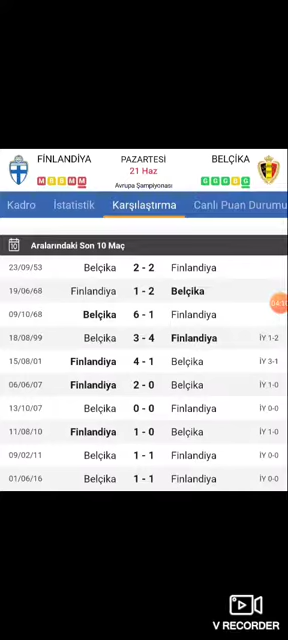 FİNLANDİYA
PAZARTESİ
BELÇİKA
21 Haz
M B B M M
Avrupa Şampiyonası
G G G B G
Kadro İstatistik Karşılaştırma Canlı Puan Durumu
Aralarındaki Son 10 Maç
23/09/53 Belçika 2 - 2 Finlandiya
19/06/68 Finlandiya 1 - 2 Belçika
09/10/68 Belçika 6 - 1 Finlandiya
18/08/99 Belçika 3 - 4 Finlandiya İY 1-2
15/08/01 Finlandiya 4 - 1 Belçika İY 3-1
06/06/07 Finlandiya 2 - 0 Belçika İY 1-0
13/10/07 Belçika 0 - 0 Finlandiya İY 0-0
11/08/10 Finlandiya 1 - 0 Belçika İY 1-0
09/02/11 Belçika 1 - 1 Finlandiya İY 0-0
01/06/16 Belçika 1 - 1 Finlandiya İY 0-0
V RECORDER